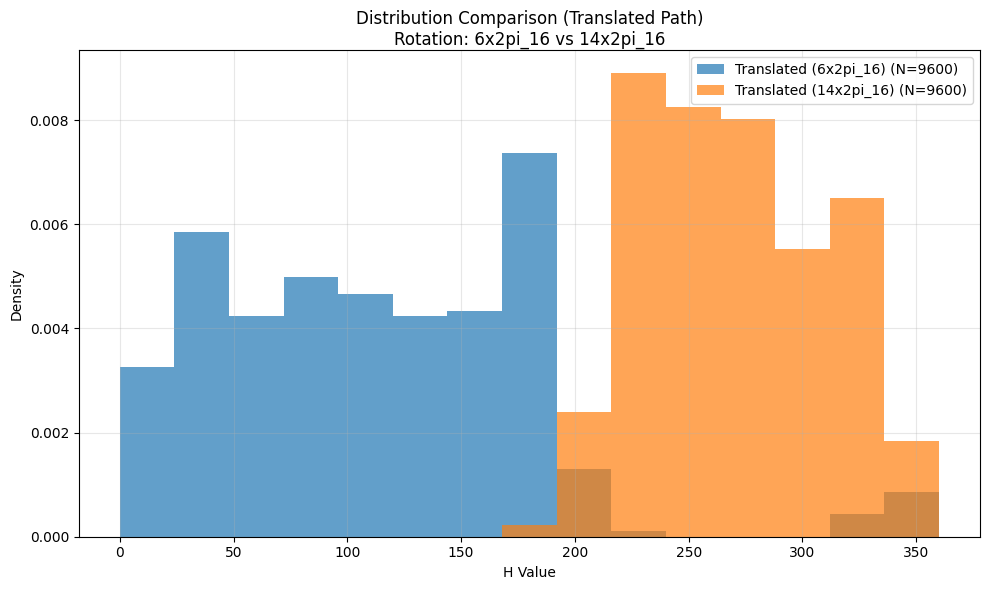 Distribution Comparison (Translated Path)
Rotation: 6x2pi_16 vs 14x2pi_16
Translated (6x2pi_16) (N=9600)
Translated (14x2pi_16) (N=9600)
0.008
0.006
0.004
0.002
0.000
Density
0 50 100 150 200 250 300 350
H Value